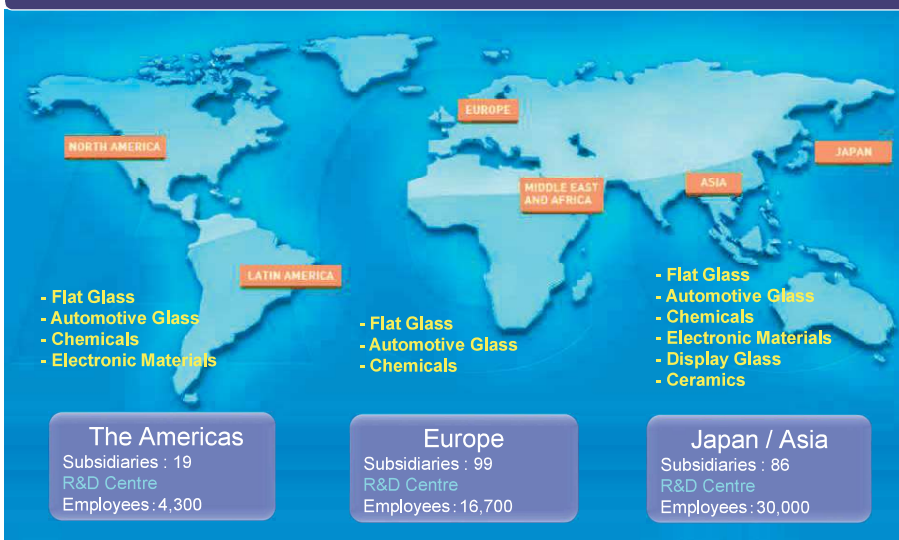 NORTH AMERICA
EUROPE
JAPAN
ASIA
MIDDLE EAST
AND AFRICA
LATIN AMERICA
- Flat Glass
- Automotive Glass
- Chemicals
- Electronic Materials
- Flat Glass
- Automotive Glass
- Chemicals
- Flat Glass
- Automotive Glass
- Chemicals
- Electronic Materials
- Display Glass
- Ceramics
The Americas
Subsidiaries : 19
R&D Centre
Employees : 4,300
Europe
Subsidiaries : 99
R&D Centre
Employees : 16,700
Japan / Asia
Subsidiaries : 86
R&D Centre
Employees : 30,000